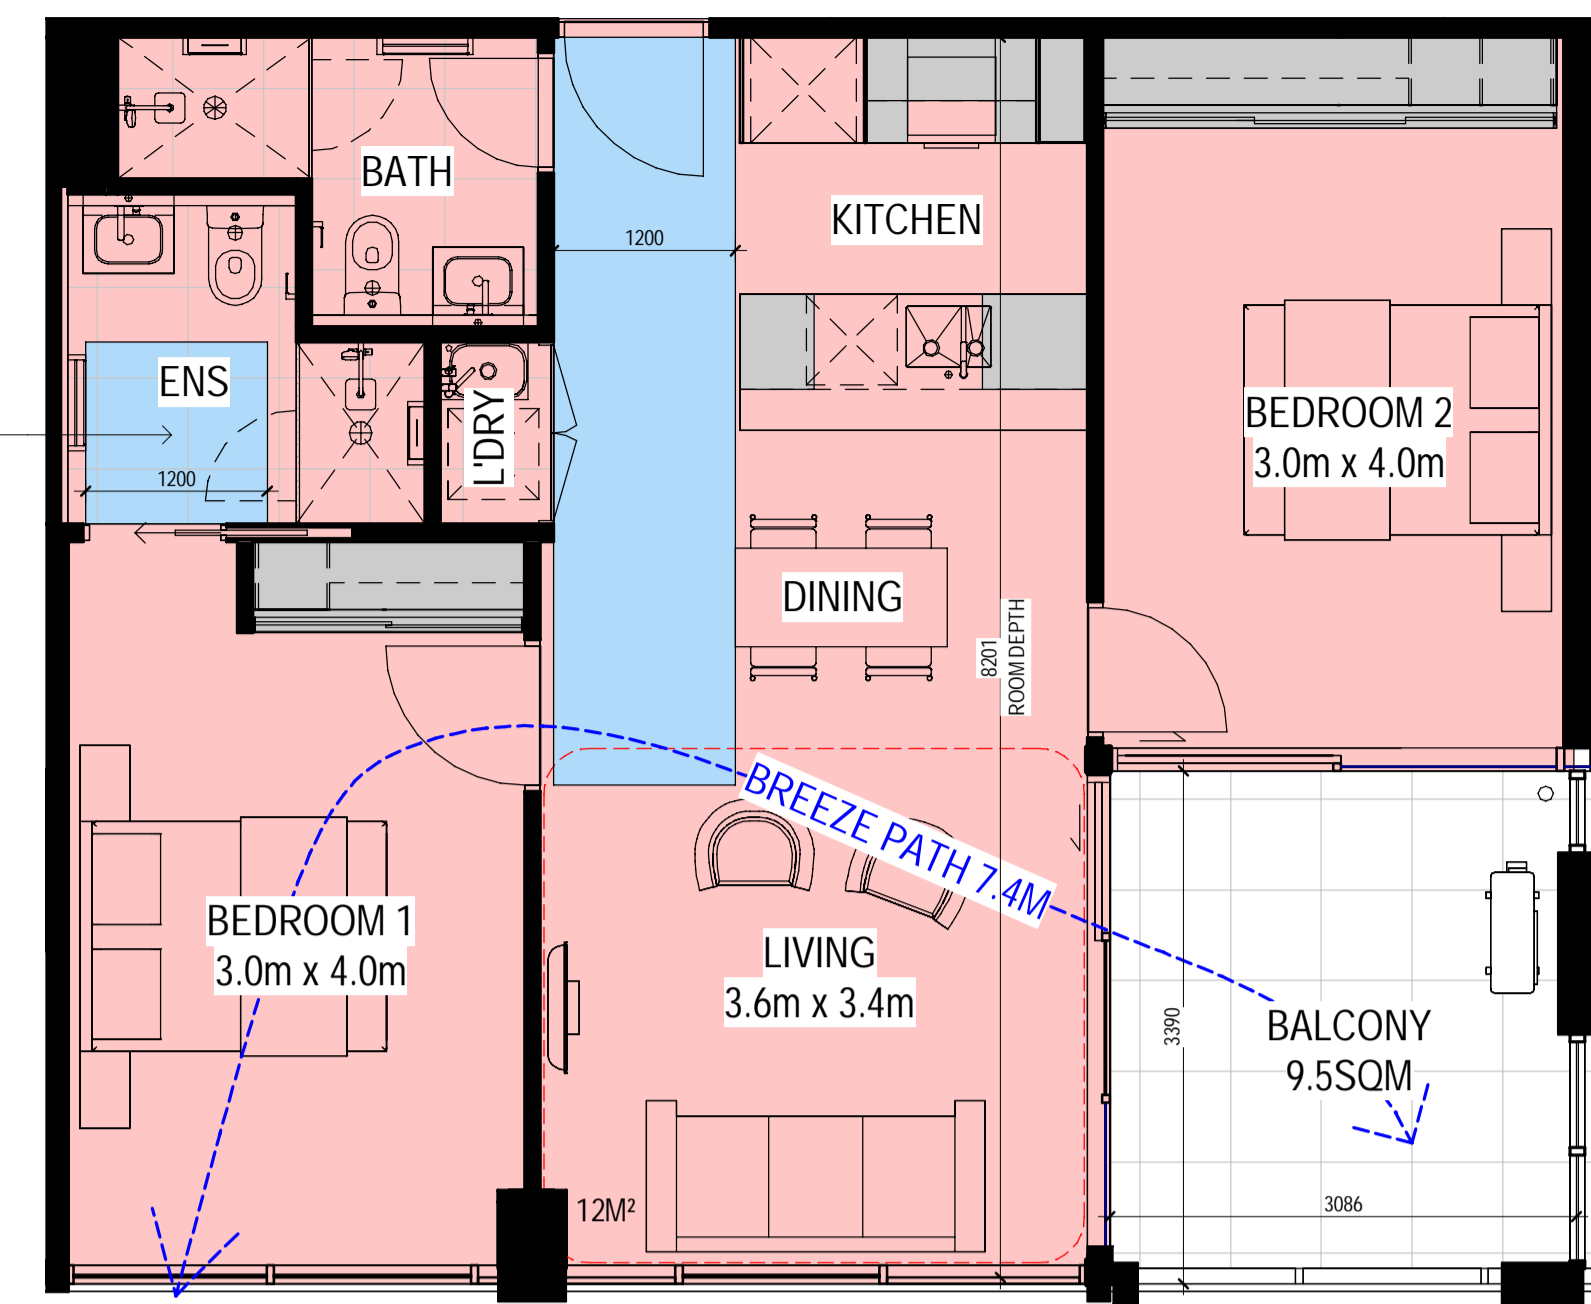 BATH
KITCHEN
1200
ENS
1200
L'DRY
BEDROOM 2
3.0m x 4.0m
DINING
8201
ROOM DEPTH
BREEZE PATH 7.4M
BEDROOM 1
3.0m x 4.0m
LIVING
3.6m x 3.4m
3390
BALCONY
9.5SQM
12M²
3086